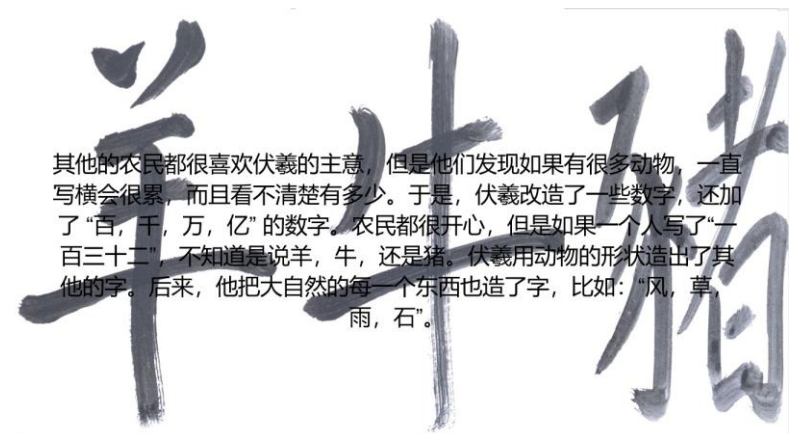 羊牛猪
其他的农民都很喜欢伏羲的主意，但是他们发现如果有很多动物，一直
写横会很累，而且看不清楚有多少。于是，伏羲改造了一些数字，还加
了 “百，千，万，亿” 的数字。农民都很开心，但是如果一个人写了“一
百三十二”，不知道是说羊，牛，还是猪。伏羲用动物的形状造出了其
他的字。后来，他把大自然的每一个东西也造了字，比如：“风，草，
雨，石”。